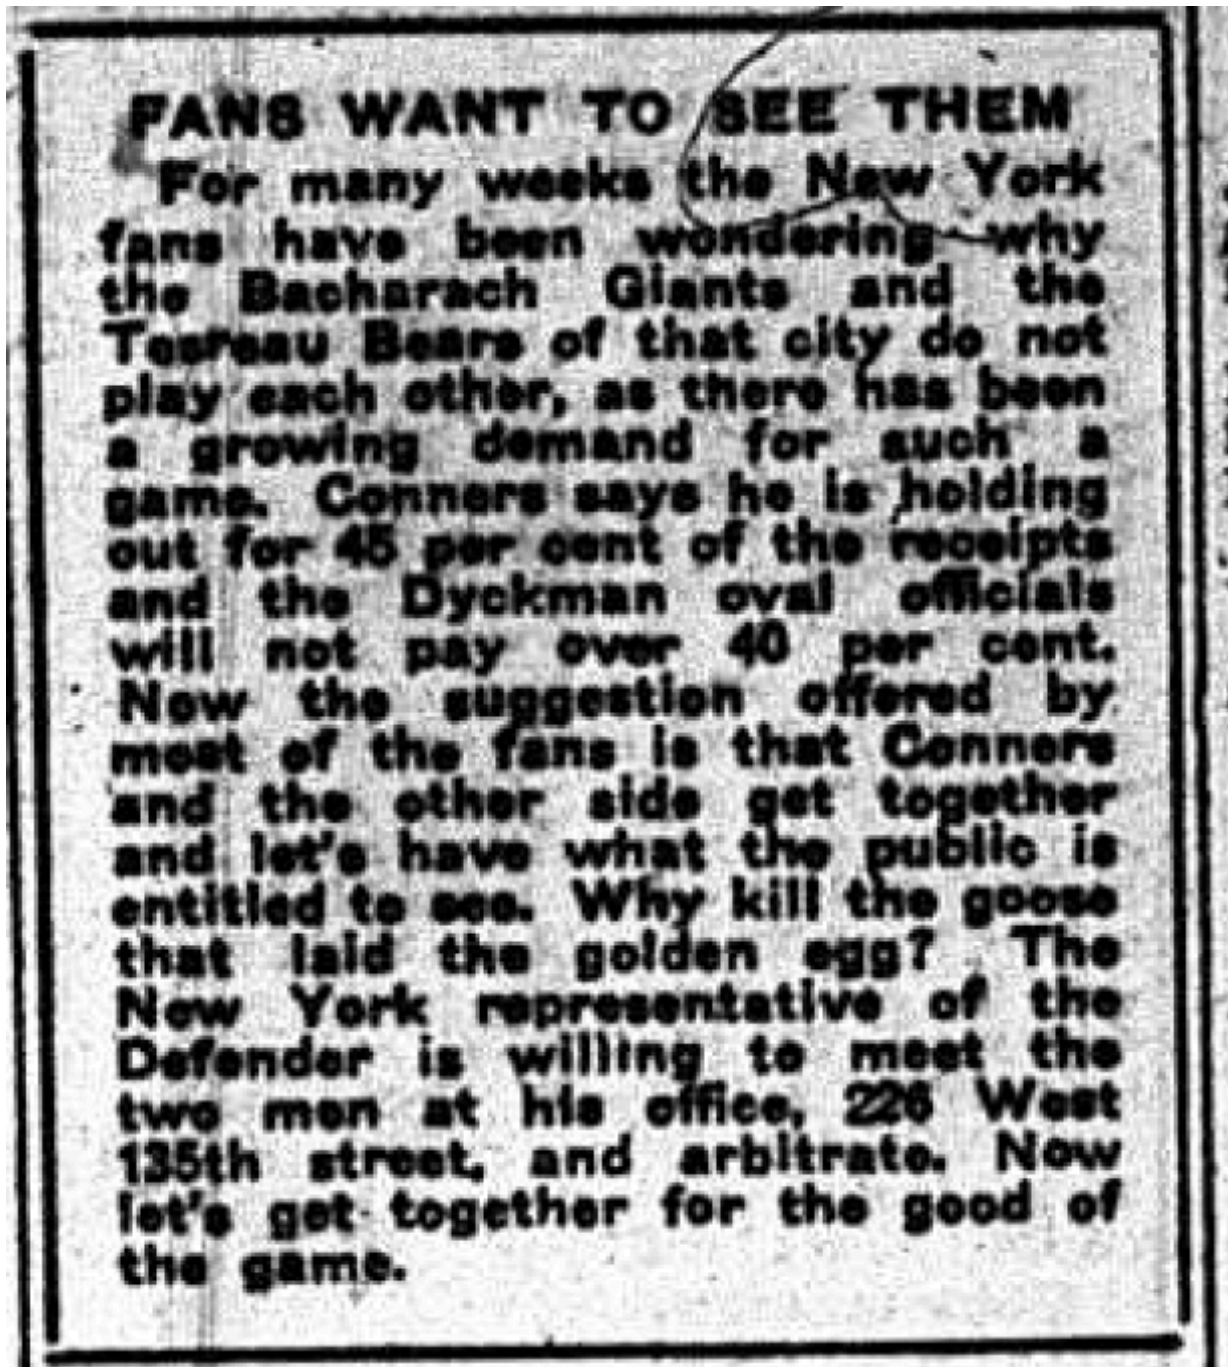 FANS WANT TO SEE THEM
For many weeks the New York
fans have been wondering why
the Bacharach Giants and the
Tesreau Bears of that city do not
play each other, as there has been
a growing demand for such a
game. Conners says he is holding
out for 45 per cent of the receipts
and the Dyckman oval officials
will not pay over 40 per cent.
Now the suggestion offered by
most of the fans is that Conners
and the other side get together
and let's have what the public is
entitled to see. Why kill the goose
that laid the golden egg? The
New York representative of the
Defender is willing to meet the
two men at his office, 226 West
135th street, and arbitrate. Now
let's get together for the good of
the game.